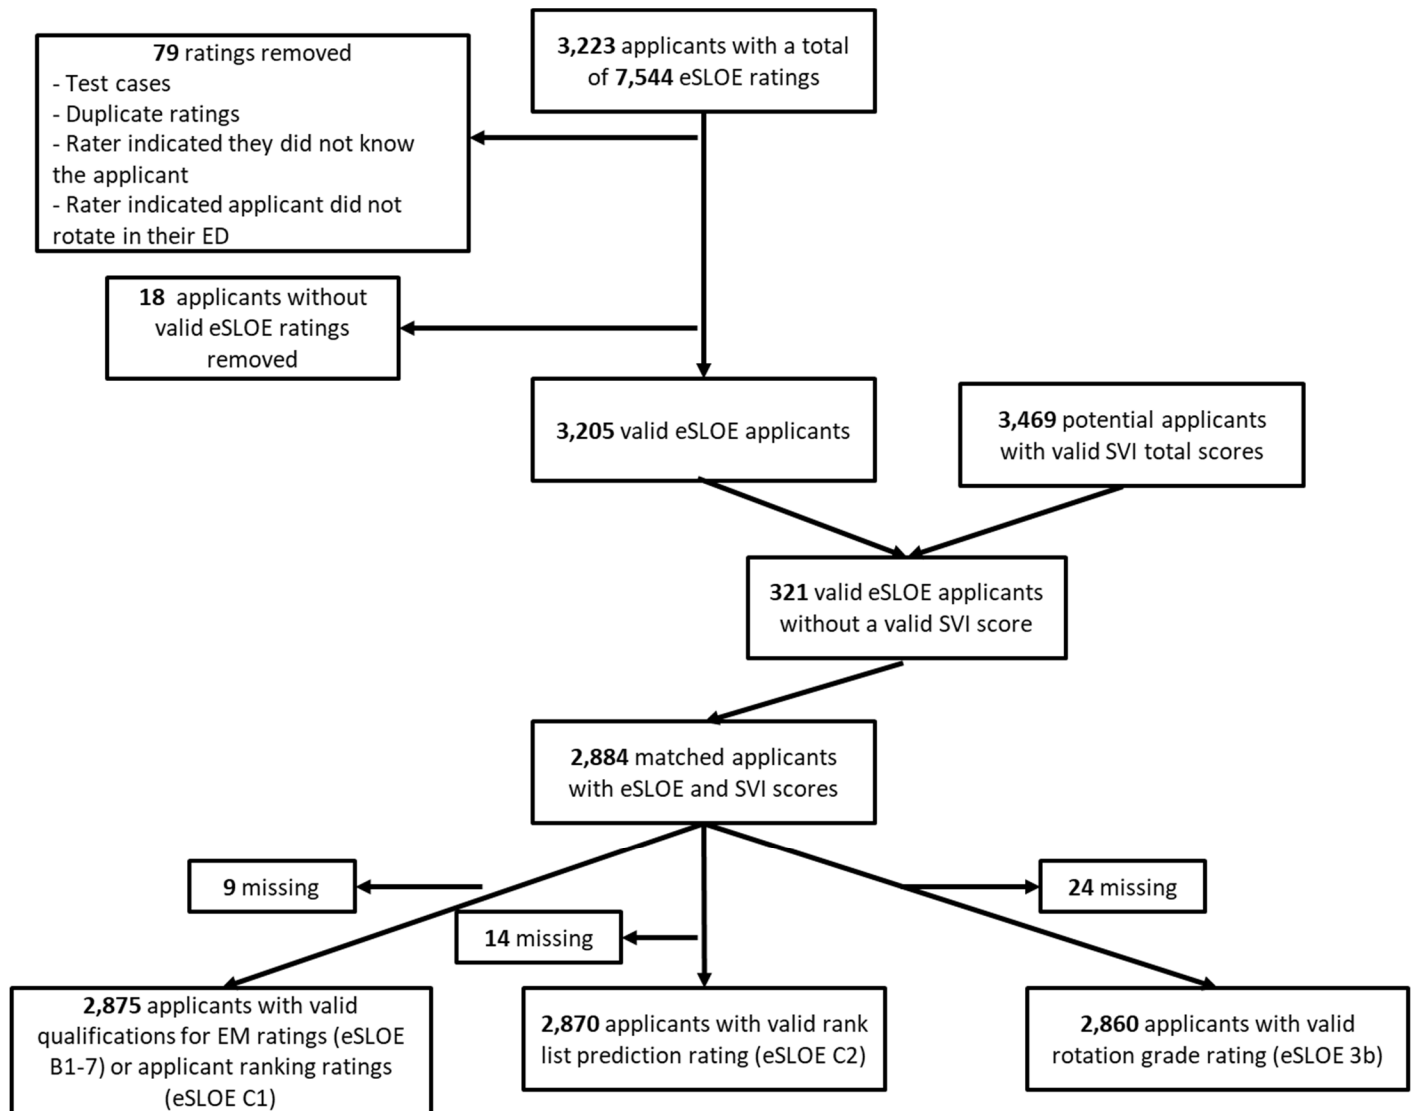 3,223 applicants with a total
of 7,544 eSLOE ratings
79 ratings removed
- Test cases
- Duplicate ratings
- Rater indicated they did not know
the applicant
- Rater indicated applicant did not
rotate in their ED
18 applicants without
valid eSLOE ratings
removed
3,205 valid eSLOE applicants
3,469 potential applicants
with valid SVI total scores
321 valid eSLOE applicants
without a valid SVI score
2,884 matched applicants
with eSLOE and SVI scores
9 missing
14 missing
24 missing
2,875 applicants with valid
qualifications for EM ratings (eSLOE
B1-7) or applicant ranking ratings
(eSLOE C1)
2,870 applicants with valid rank
list prediction rating (eSLOE C2)
2,860 applicants with valid
rotation grade rating (eSLOE 3b)